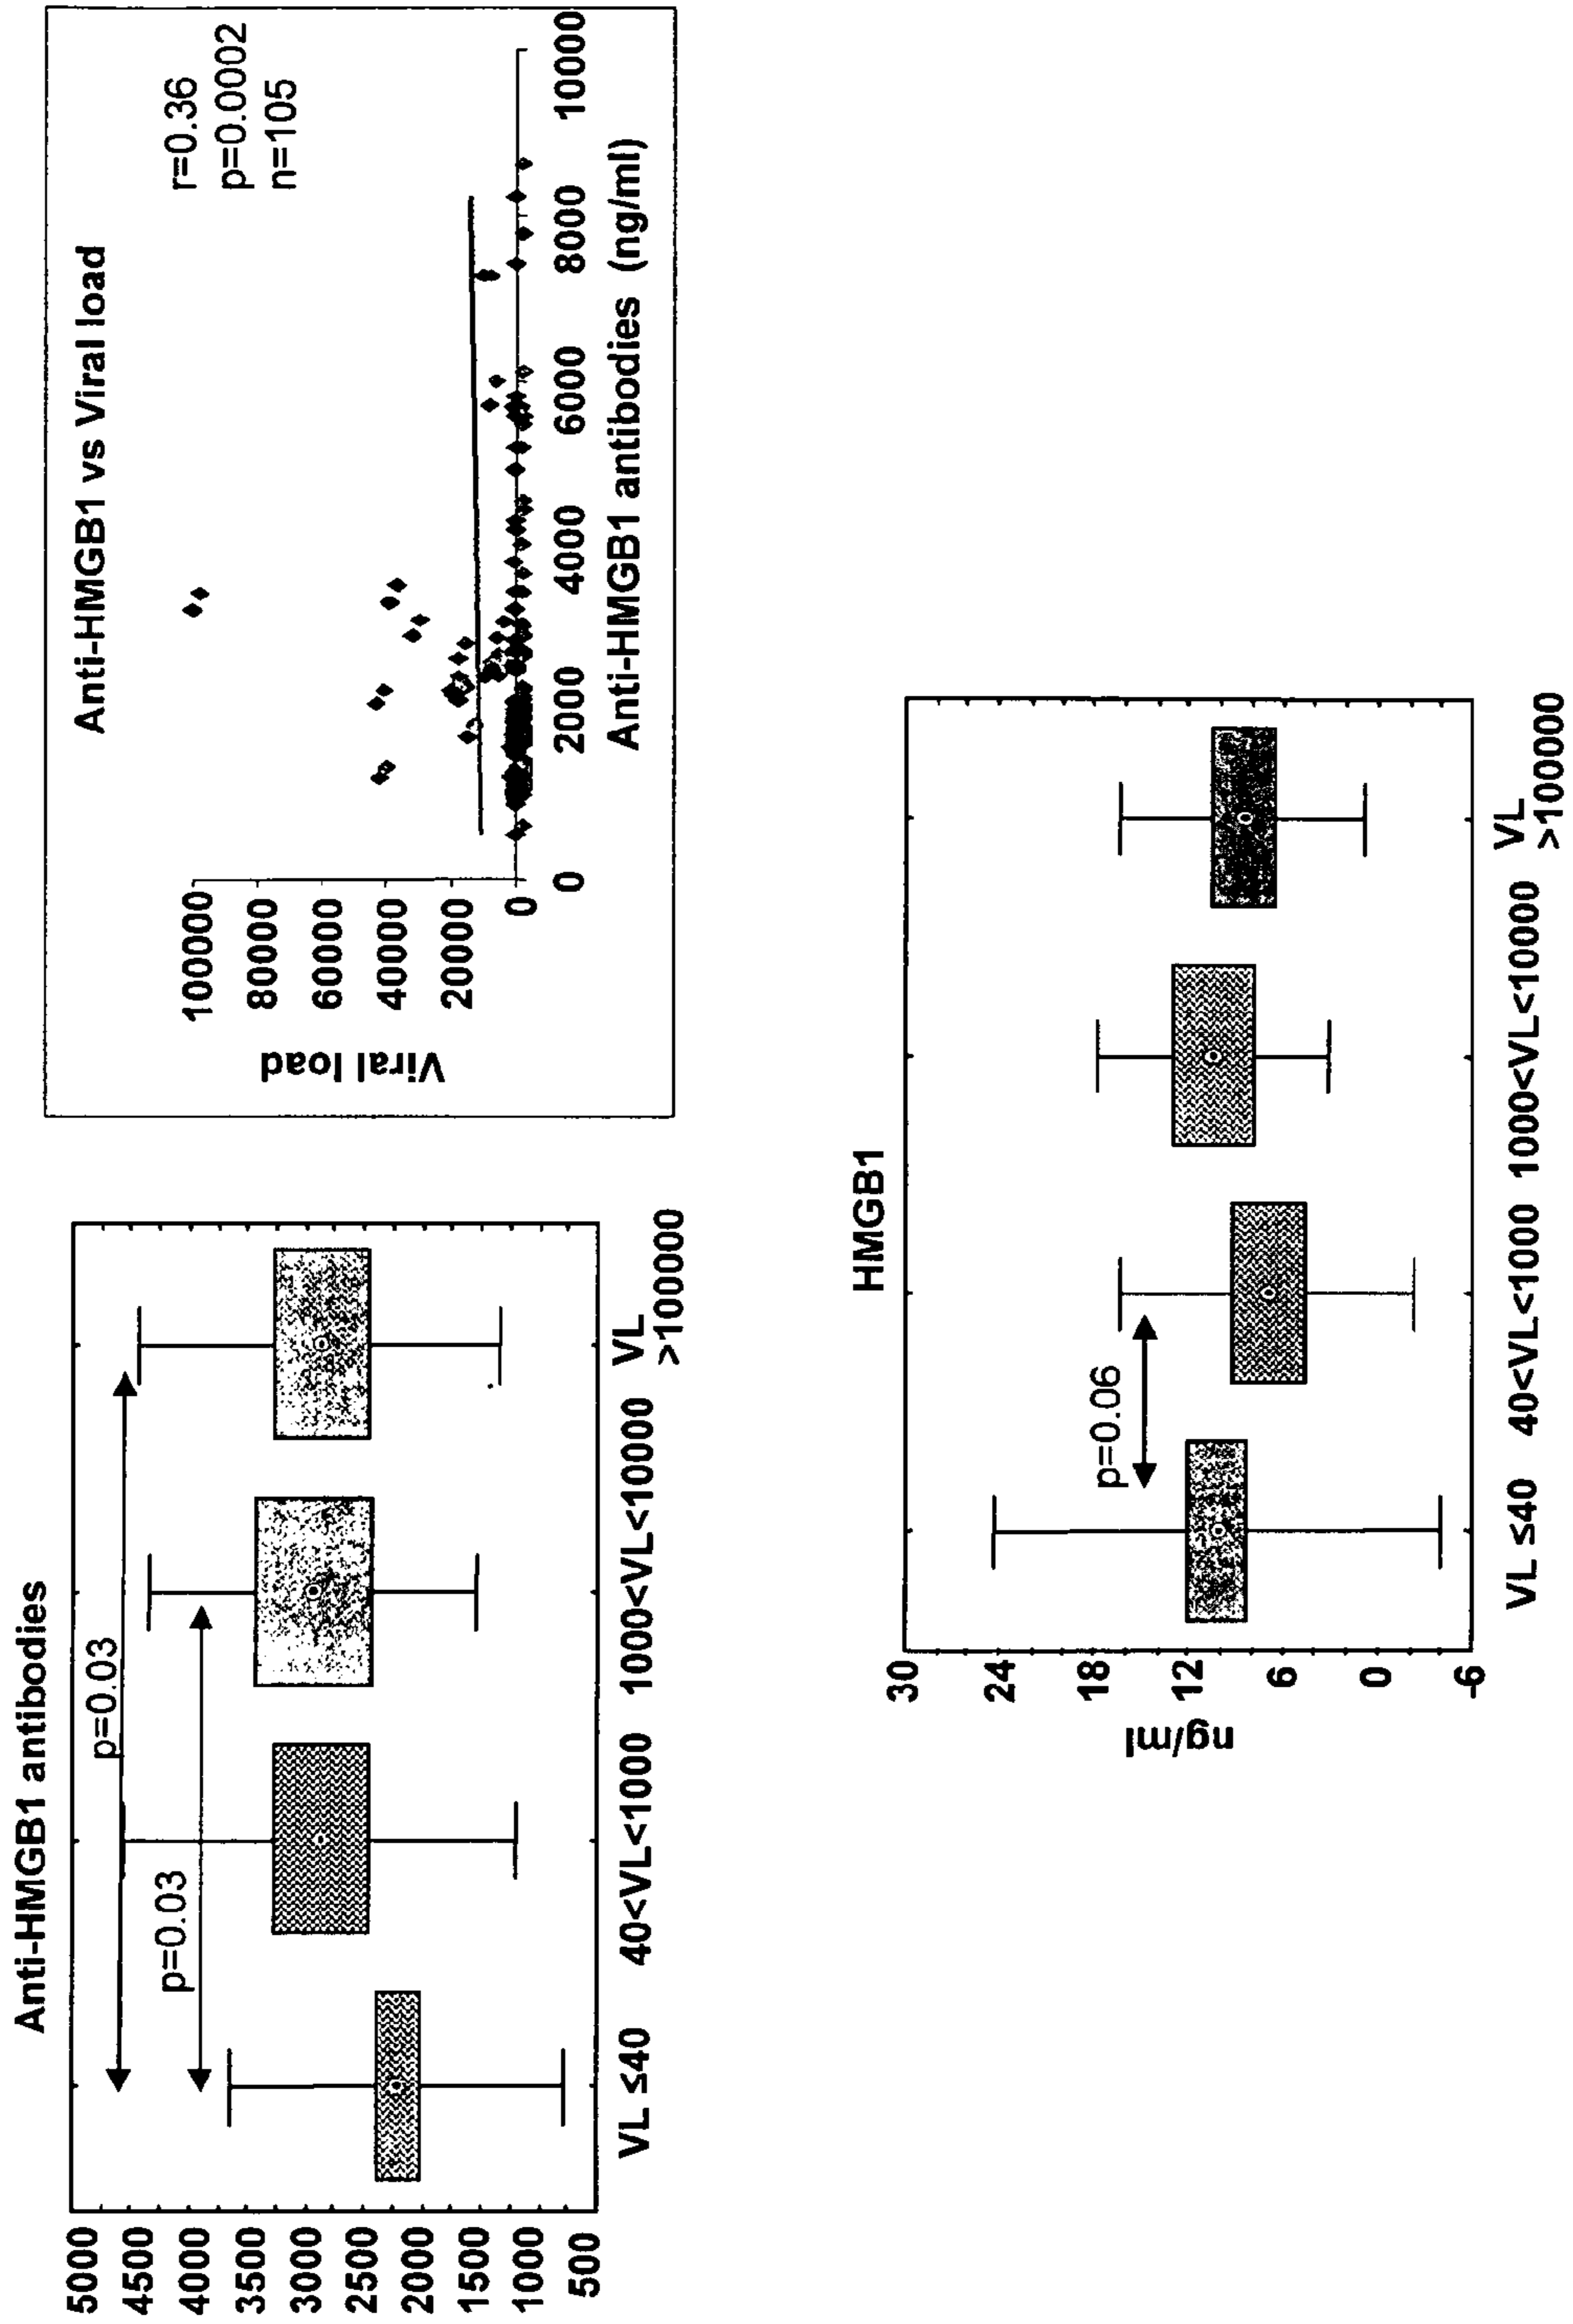 Anti-HMGB1 antibodies
5000
4500
4000
3500
3000
2500
2000
1500
1000
500
p=0.03
p=0.03
VL ≤40 40<VL<1000 1000<VL<10000 VL
>100000
Anti-HMGB1 vs Viral load
r=0.36
p=0.0002
n=105
Viral load
100000
80000
60000
40000
20000
0
0 2000 4000 6000 8000 10000
Anti-HMGB1 antibodies (ng/ml)
HMGB1
ng/ml
30
24
18
12
6
0
-6
p=0.06
VL ≤40 40<VL<1000 1000<VL<10000 VL
>100000